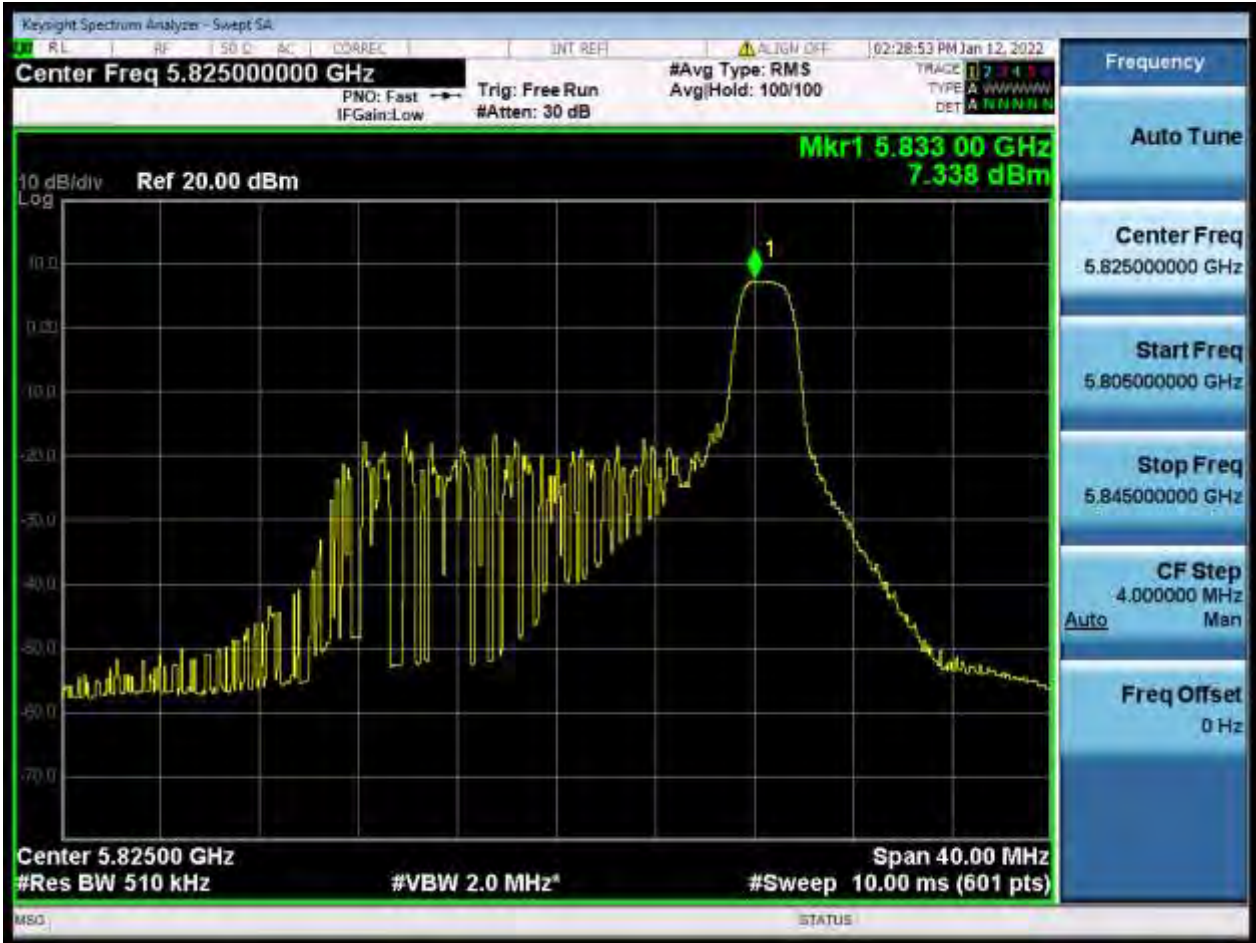 Keysight Spectrum Analyzer - Swept SA
RL RF 50 Ω AC CORREC INT REF ALIGN OFF 02:28:53 PM Jan 12, 2022
Center Freq 5.825000000 GHz
PNO: Fast
IFGain:Low
Trig: Free Run
#Atten: 30 dB
#Avg Type: RMS
Avg|Hold: 100/100
TRACE 1 2 3 4 5 6
TYPE A WWWWW
DET A N N N N N
Mkr1 5.833 00 GHz
7.338 dBm
10 dB/div Ref 20.00 dBm
Log
10.0
0.00
-10.0
-20.0
-30.0
-40.0
-50.0
-60.0
-70.0
1
Center 5.82500 GHz
Span 40.00 MHz
#Res BW 510 kHz
#VBW 2.0 MHz*
#Sweep 10.00 ms (601 pts)
MSG
STATUS
Frequency
Auto Tune
Center Freq
5.825000000 GHz
Start Freq
5.805000000 GHz
Stop Freq
5.845000000 GHz
CF Step
4.000000 MHz
Auto Man
Freq Offset
0 Hz